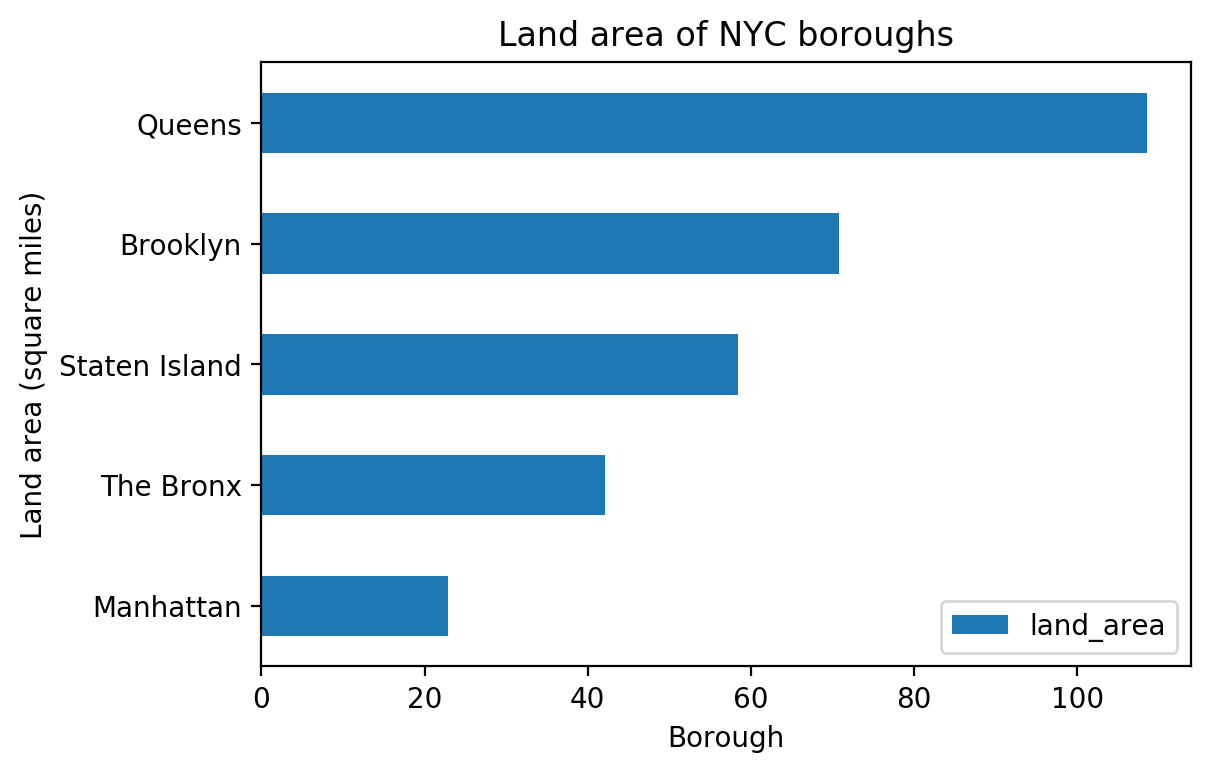 Land area of NYC boroughs
Land area (square miles)
Queens
Brooklyn
Staten Island
The Bronx
Manhattan
land_area
0 20 40 60 80 100
Borough